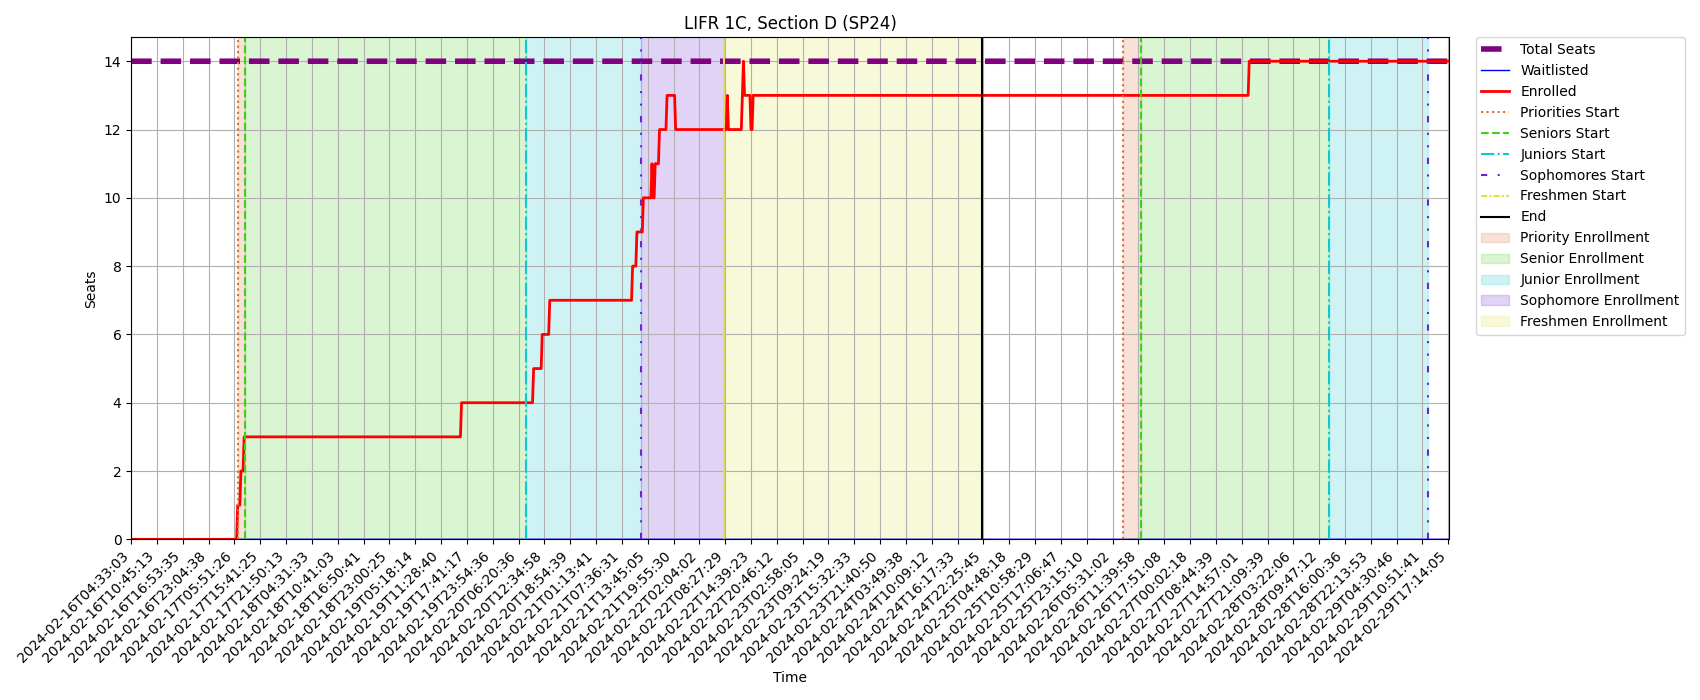 LIFR 1C, Section D (SP24)
Seats
14
12
10
8
6
4
2
0
2024-02-16T04:33:03
2024-02-16T10:45:13
2024-02-16T16:53:35
2024-02-16T23:04:38
2024-02-17T05:51:26
2024-02-17T15:41:25
2024-02-17T21:50:13
2024-02-18T04:31:33
2024-02-18T10:41:03
2024-02-18T16:50:41
2024-02-18T23:00:25
2024-02-19T05:18:14
2024-02-19T11:28:40
2024-02-19T17:41:17
2024-02-19T23:54:36
2024-02-20T06:20:36
2024-02-20T12:34:58
2024-02-20T18:54:39
2024-02-21T01:13:41
2024-02-21T07:36:31
2024-02-21T13:45:05
2024-02-21T19:55:30
2024-02-22T02:04:02
2024-02-22T08:27:29
2024-02-22T14:39:23
2024-02-22T20:46:12
2024-02-23T02:58:05
2024-02-23T09:24:19
2024-02-23T15:32:33
2024-02-23T21:40:50
2024-02-24T03:49:38
2024-02-24T10:09:12
2024-02-24T16:17:33
2024-02-24T22:25:45
2024-02-25T04:48:18
2024-02-25T10:58:29
2024-02-25T17:06:47
2024-02-25T23:15:10
2024-02-26T05:31:02
2024-02-26T11:39:58
2024-02-26T17:51:08
2024-02-27T00:02:18
2024-02-27T08:44:39
2024-02-27T14:57:01
2024-02-27T21:09:39
2024-02-28T03:22:06
2024-02-28T09:47:12
2024-02-28T16:00:36
2024-02-28T22:13:53
2024-02-29T04:30:46
2024-02-29T10:51:41
2024-02-29T17:14:05
Time
Total Seats
Waitlisted
Enrolled
Priorities Start
Seniors Start
Juniors Start
Sophomores Start
Freshmen Start
End
Priority Enrollment
Senior Enrollment
Junior Enrollment
Sophomore Enrollment
Freshmen Enrollment